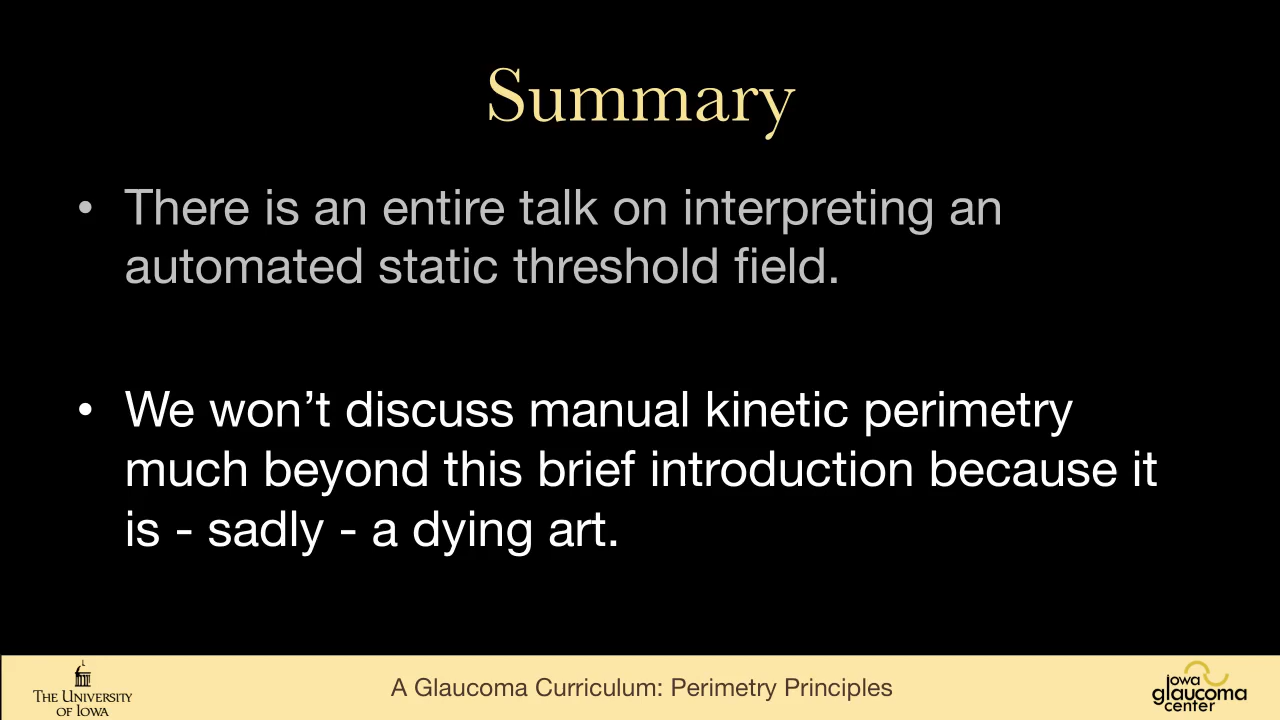 Summary
• There is an entire talk on interpreting an
automated static threshold field.
• We won’t discuss manual kinetic perimetry
much beyond this brief introduction because it
is - sadly - a dying art.
THE UNIVERSITY
OF IOWA
A Glaucoma Curriculum: Perimetry Principles
iowa
glaucoma
center